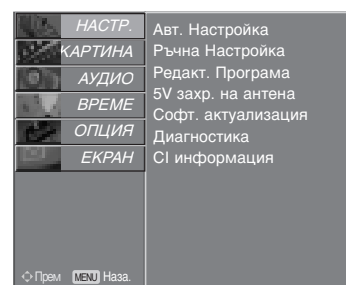 НАСТР.
КАРТИНА
АУДИО
ВРЕМЕ
ОПЦИЯ
ЕКРАН
Прем MENU Наза.
Авт. Настройка
Ръчна Настройка
Редакт. Програма
5V захр. на антена
Софт. актуализация
Диагностика
CI информация